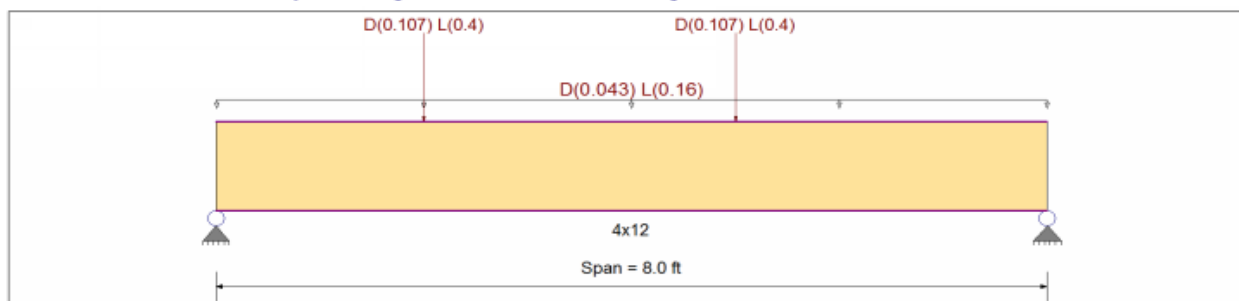 D(0.107) L(0.4) D(0.107) L(0.4)
D(0.043) L(0.16)
4x12
Span = 8.0 ft